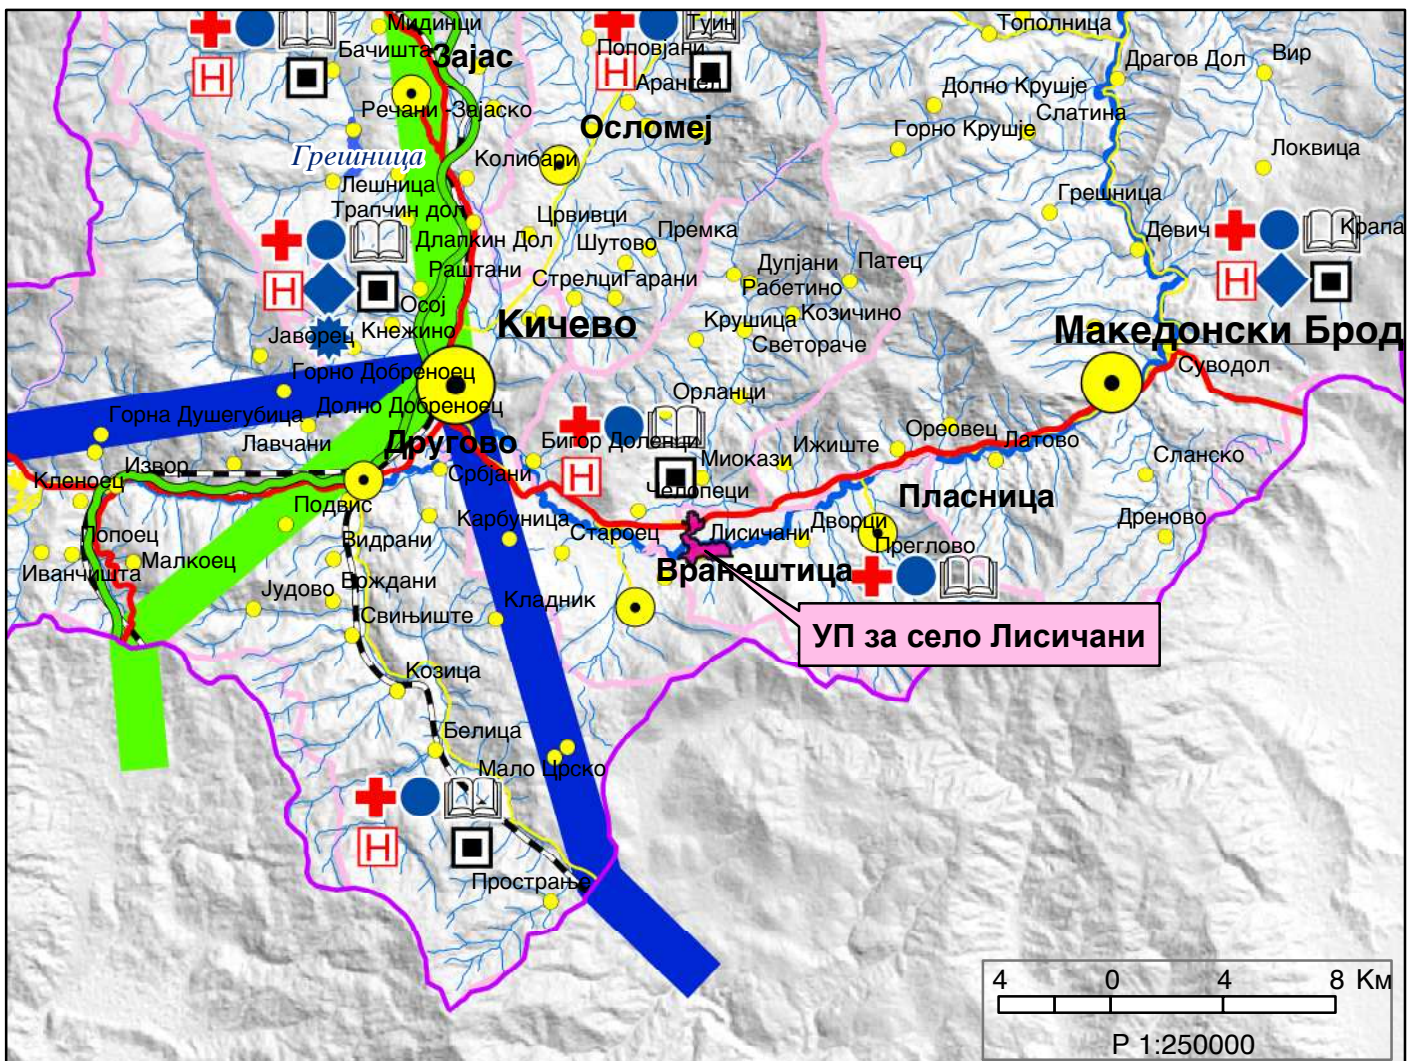 Мидинци
Туин
Тополница
Бачишта
Зајас
Поповјани
Драгов Дол
Вир
Арангел
Долно Крушје
Речани -Зајаско
Слатина
Осломеј
Горно Крушје
Грешница
Колибари
Локвица
Лешница
Грешница
Трапчин дол
Црвивци
Премка
Девич
Крапа
Длапкин Дол
Шутово
Раштани
Стрелци
Гарани
Дупјани
Патец
Рабетино
Осој
Кичево
Крушица
Козичино
Македонски Брод
Јаворец
Кнежино
Светораче
Суводол
Горно Добреноец
Орланци
Горна Душегубица
Долно Добреноец
Лавчани
Другово
Бигор Доленци
Ижиште
Ореовец
Латово
Извор
Србјани
Миокази
Сланско
Кленоец
Челопеци
Пласница
Подвис
Карбуница
Староец
Лисичани
Дворци
Дреново
Попоец
Видрани
Преглово
Иванчишта
Малкоец
Вранештица
Јудово
Врждани
Свињиште
Кладник
УП за село Лисичани
Козица
Белица
Мало Црско
Прострање
4 0 4 8 Км
Р 1:250000